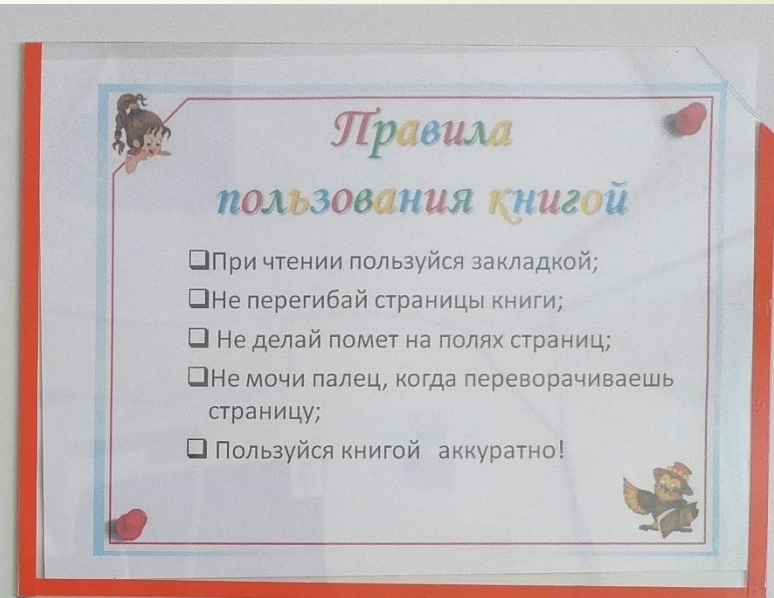 Правила
пользования книгой
❑При чтении пользуйся закладкой;
❑Не перегибай страницы книги;
❑ Не делай помет на полях страниц;
❑Не мочи палец, когда переворачиваешь
страницу;
❑ Пользуйся книгой аккуратно!